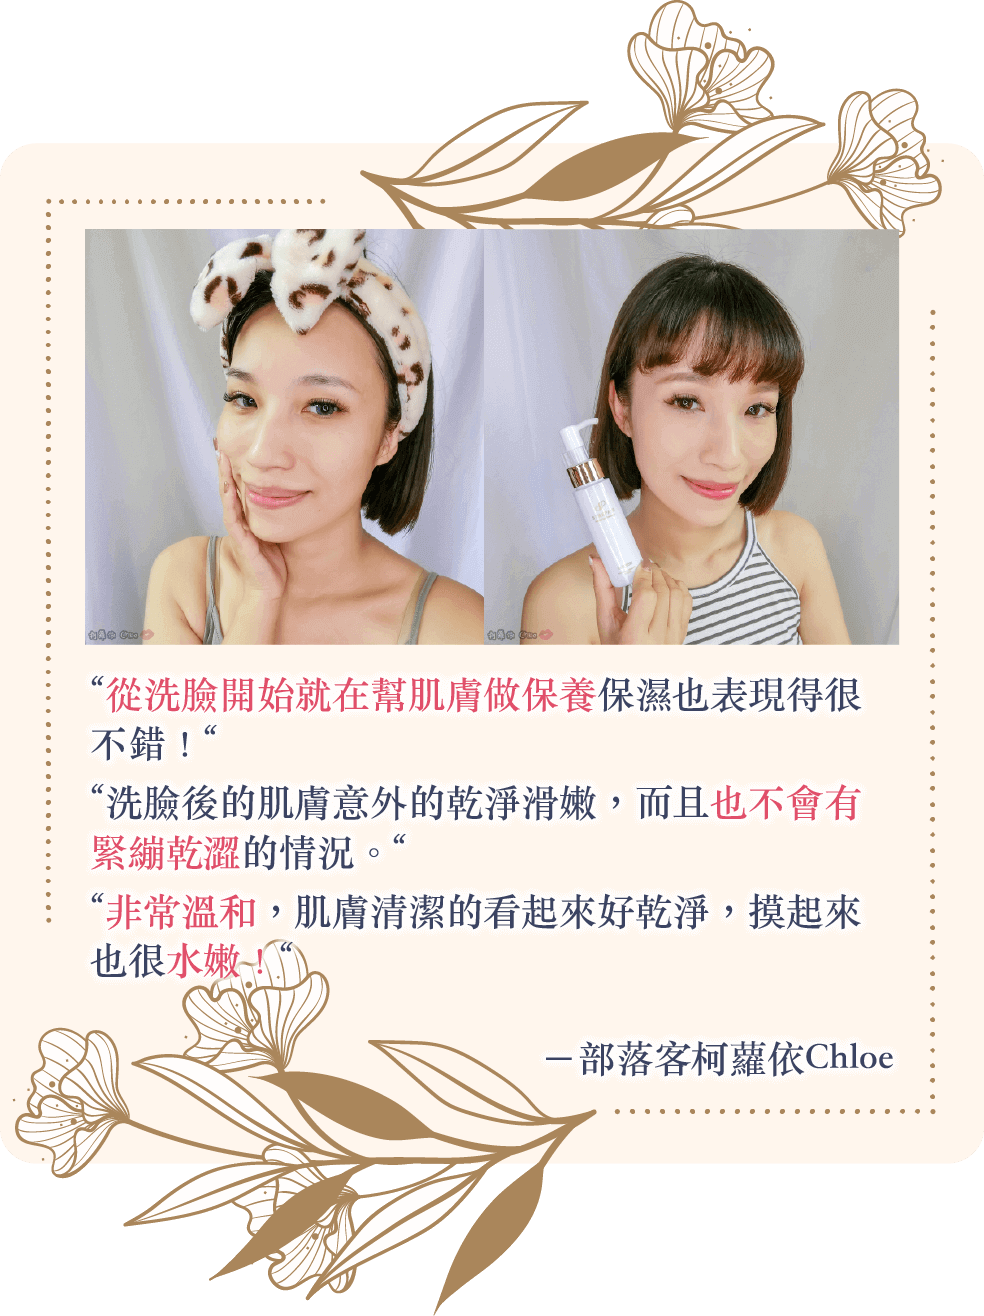 “從洗臉開始就在幫肌膚做保養保濕也表現得很
不錯！“
“洗臉後的肌膚意外的乾淨滑嫩，而且也不會有
緊繃乾澀的情況。“
“非常溫和，肌膚清潔的看起來好乾淨，摸起來
也很水嫩！“
－部落客柯蘿依Chloe